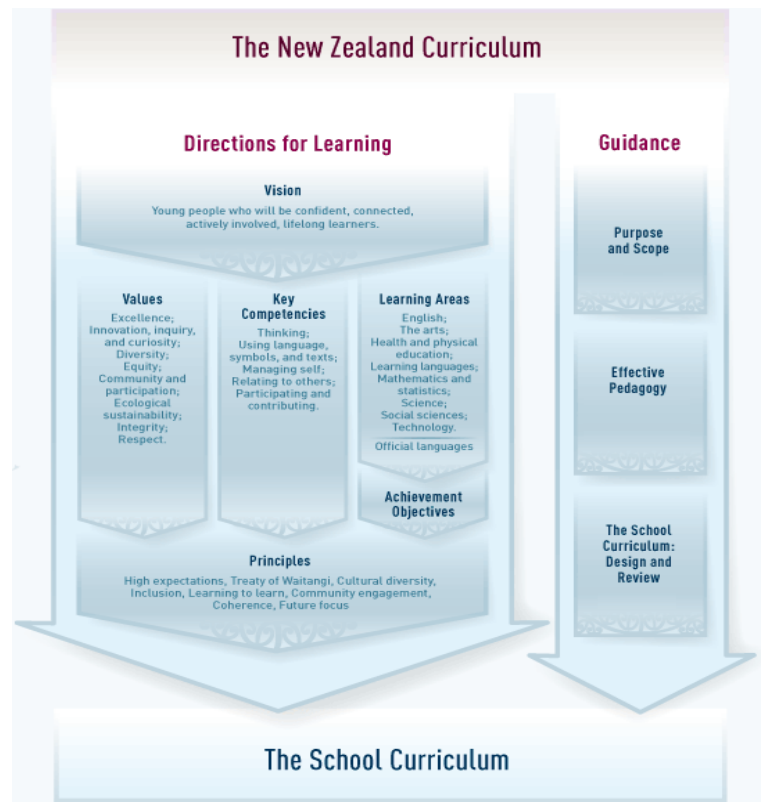 The New Zealand Curriculum
Directions for Learning
Vision
Young people who will be confident, connected,
actively involved, lifelong learners.
Values
Excellence;
Innovation, inquiry,
and curiosity;
Diversity;
Equity;
Community and
participation;
Ecological
sustainability;
Integrity;
Respect.
Key
Competencies
Thinking;
Using language,
symbols, and texts;
Managing self;
Relating to others;
Participating and
contributing.
Learning Areas
English;
The arts;
Health and physical
education;
Learning languages;
Mathematics and
statistics;
Science;
Social sciences;
Technology.
Official languages
Achievement
Objectives
Principles
High expectations, Treaty of Waitangi, Cultural diversity,
Inclusion, Learning to learn, Community engagement,
Coherence, Future focus
Guidance
Purpose
and Scope
Effective
Pedagogy
The School
Curriculum:
Design and
Review
The School Curriculum